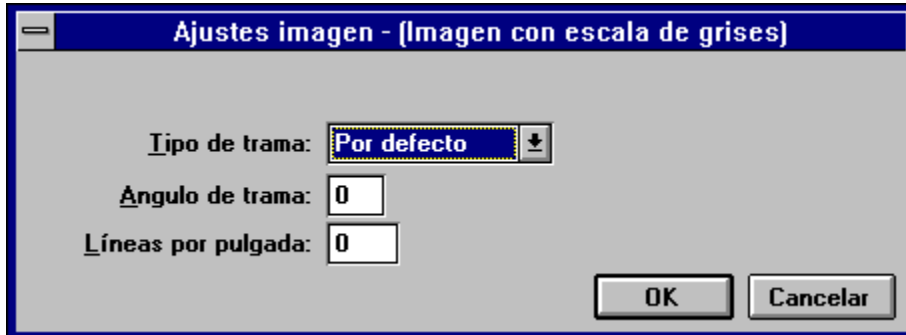 Ajustes imagen - (Imagen con escala de grises)
Tipo de trama: Por defecto
Angulo de trama: 0
Líneas por pulgada: 0
OK Cancelar